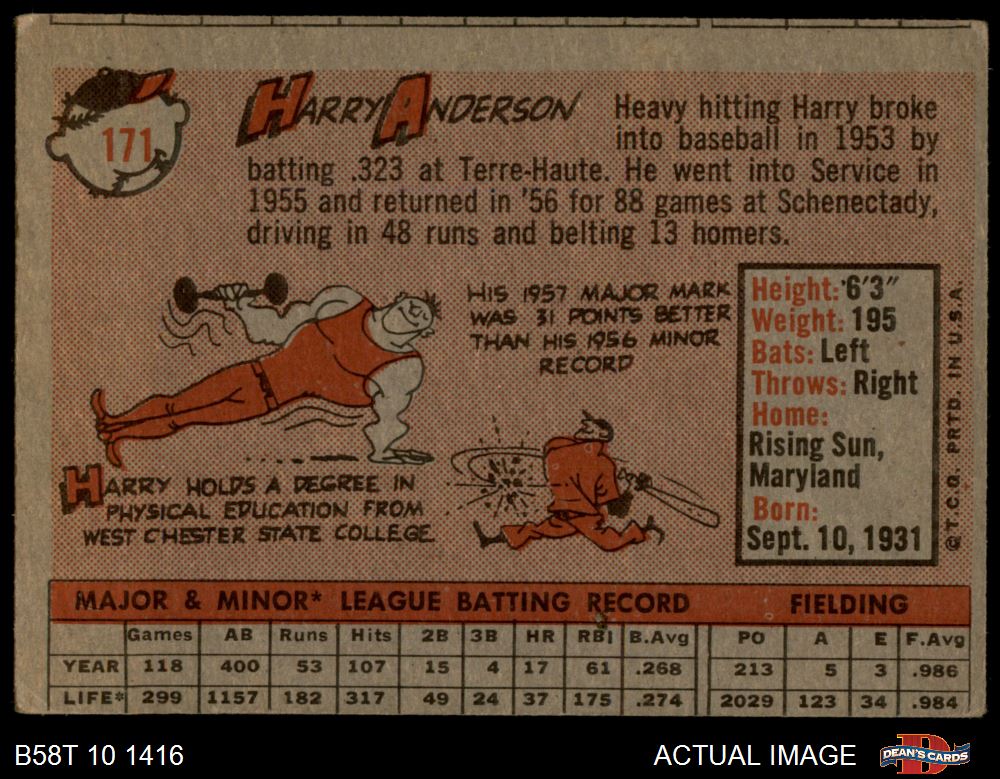 171
HARRY ANDERSON
Heavy hitting Harry broke
into baseball in 1953 by
batting .323 at Terre-Haute. He went into Service in
1955 and returned in '56 for 88 games at Schenectady,
driving in 48 runs and belting 13 homers.
HIS 1957 MAJOR MARK
WAS 31 POINTS BETTER
THAN HIS 1956 MINOR
RECORD
HARRY HOLDS A DEGREE IN
PHYSICAL EDUCATION FROM
WEST CHESTER STATE COLLEGE.
Height: 6'3"
Weight: 195
Bats: Left
Throws: Right
Home:
Rising Sun,
Maryland
Born:
Sept. 10, 1931
© T.C.G. PRTD. IN U.S.A.
MAJOR & MINOR* LEAGUE BATTING RECORD FIELDING
Games AB Runs Hits 2B 3B HR RBI B.Avg PO A E F.Avg
YEAR 118 400 53 107 15 4 17 61 .268 213 5 3 .986
LIFE* 299 1157 182 317 49 24 37 175 .274 2029 123 34 .984
B58T 10 1416
ACTUAL IMAGE
DEAN'S CARDS